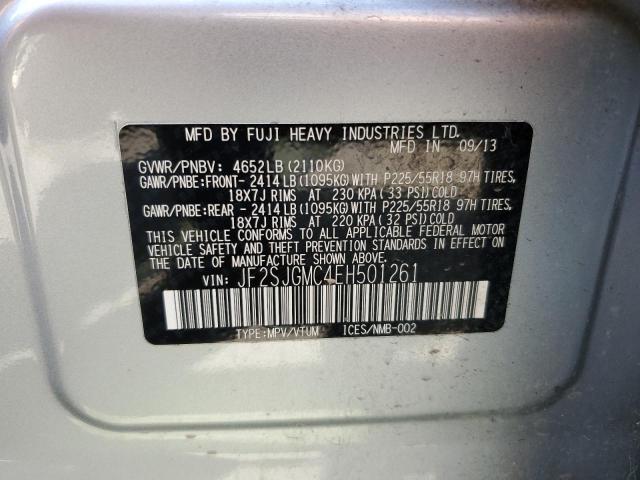 MFD BY FUJI HEAVY INDUSTRIES LTD.
MFD IN 09/13
GVWR/PNBV: 4652LB (2110KG)
GAWR/PNBE:FRONT- 2414LB (1095KG) WITH P225/55R18 97H TIRES,
18X7J RIMS AT 230 KPA (33 PSI) COLD
GAWR/PNBE:REAR - 2414LB (1095KG) WITH P225/55R18 97H TIRES,
18X7J RIMS AT 220 KPA (32 PSI) COLD
THIS VEHICLE CONFORMS TO ALL APPLICABLE FEDERAL MOTOR
VEHICLE SAFETY AND THEFT PREVENTION STANDARDS IN EFFECT ON
THE DATE OF MANUFACTURE SHOWN ABOVE.
VIN: JF2SJGMC4EH501261
TYPE:MPV/VTUM ICES/NMB-002